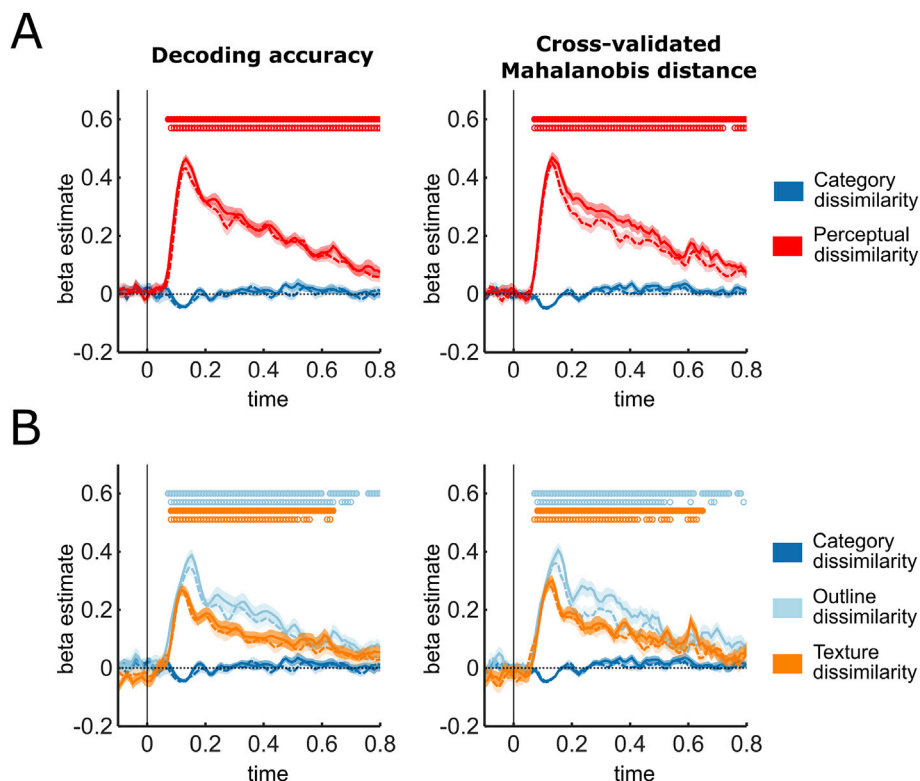 A
Decoding accuracy
Cross-validated
Mahalanobis distance
beta estimate
0.6
0.4
0.2
0
-0.2
0
0.2
0.4
0.6
0.8
time
beta estimate
0.6
0.4
0.2
0
-0.2
0
0.2
0.4
0.6
0.8
time
Category
dissimilarity
Perceptual
dissimilarity
B
beta estimate
0.6
0.4
0.2
0
-0.2
0
0.2
0.4
0.6
0.8
time
beta estimate
0.6
0.4
0.2
0
-0.2
0
0.2
0.4
0.6
0.8
time
Category
dissimilarity
Outline
dissimilarity
Texture
dissimilarity